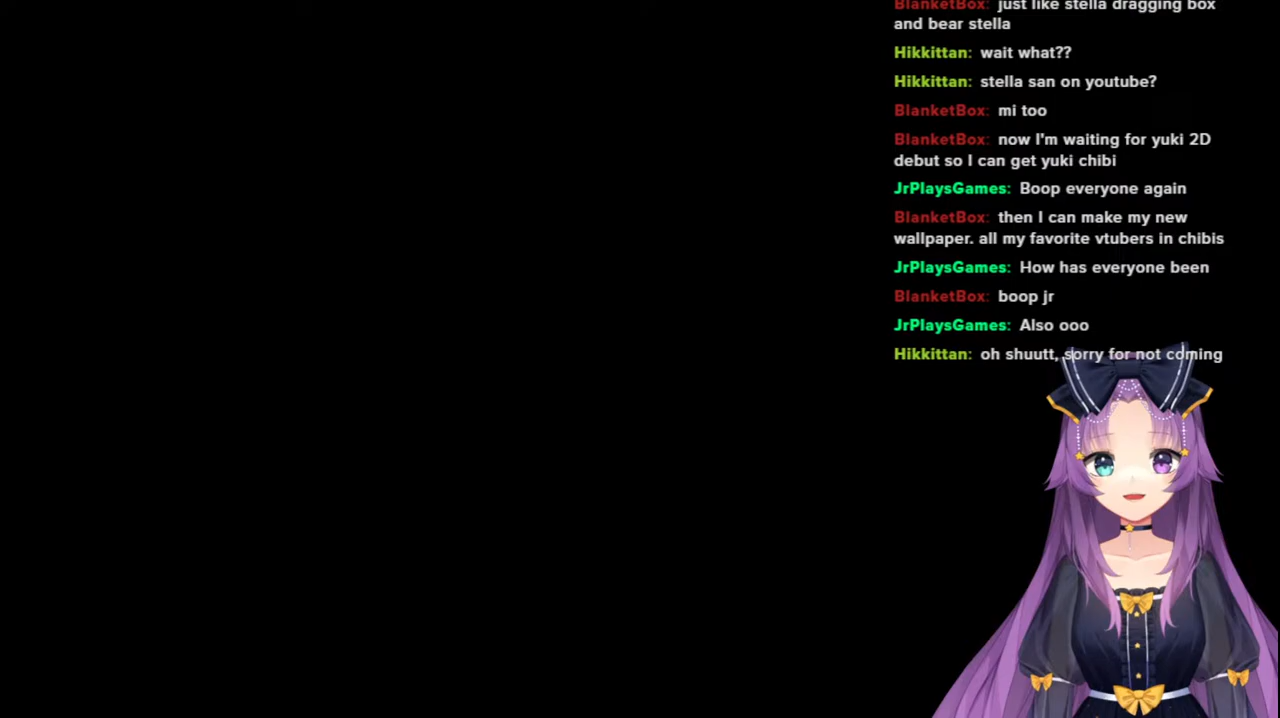 BlanketBox: just like stella dragging box
and bear stella
Hikkittan: wait what??
Hikkittan: stella san on youtube?
BlanketBox: mi too
BlanketBox: now I'm waiting for yuki 2D
debut so I can get yuki chibi
JrPlaysGames: Boop everyone again
BlanketBox: then I can make my new
wallpaper. all my favorite vtubers in chibis
JrPlaysGames: How has everyone been
BlanketBox: boop jr
JrPlaysGames: Also ooo
Hikkittan: oh shuutt, sorry for not coming